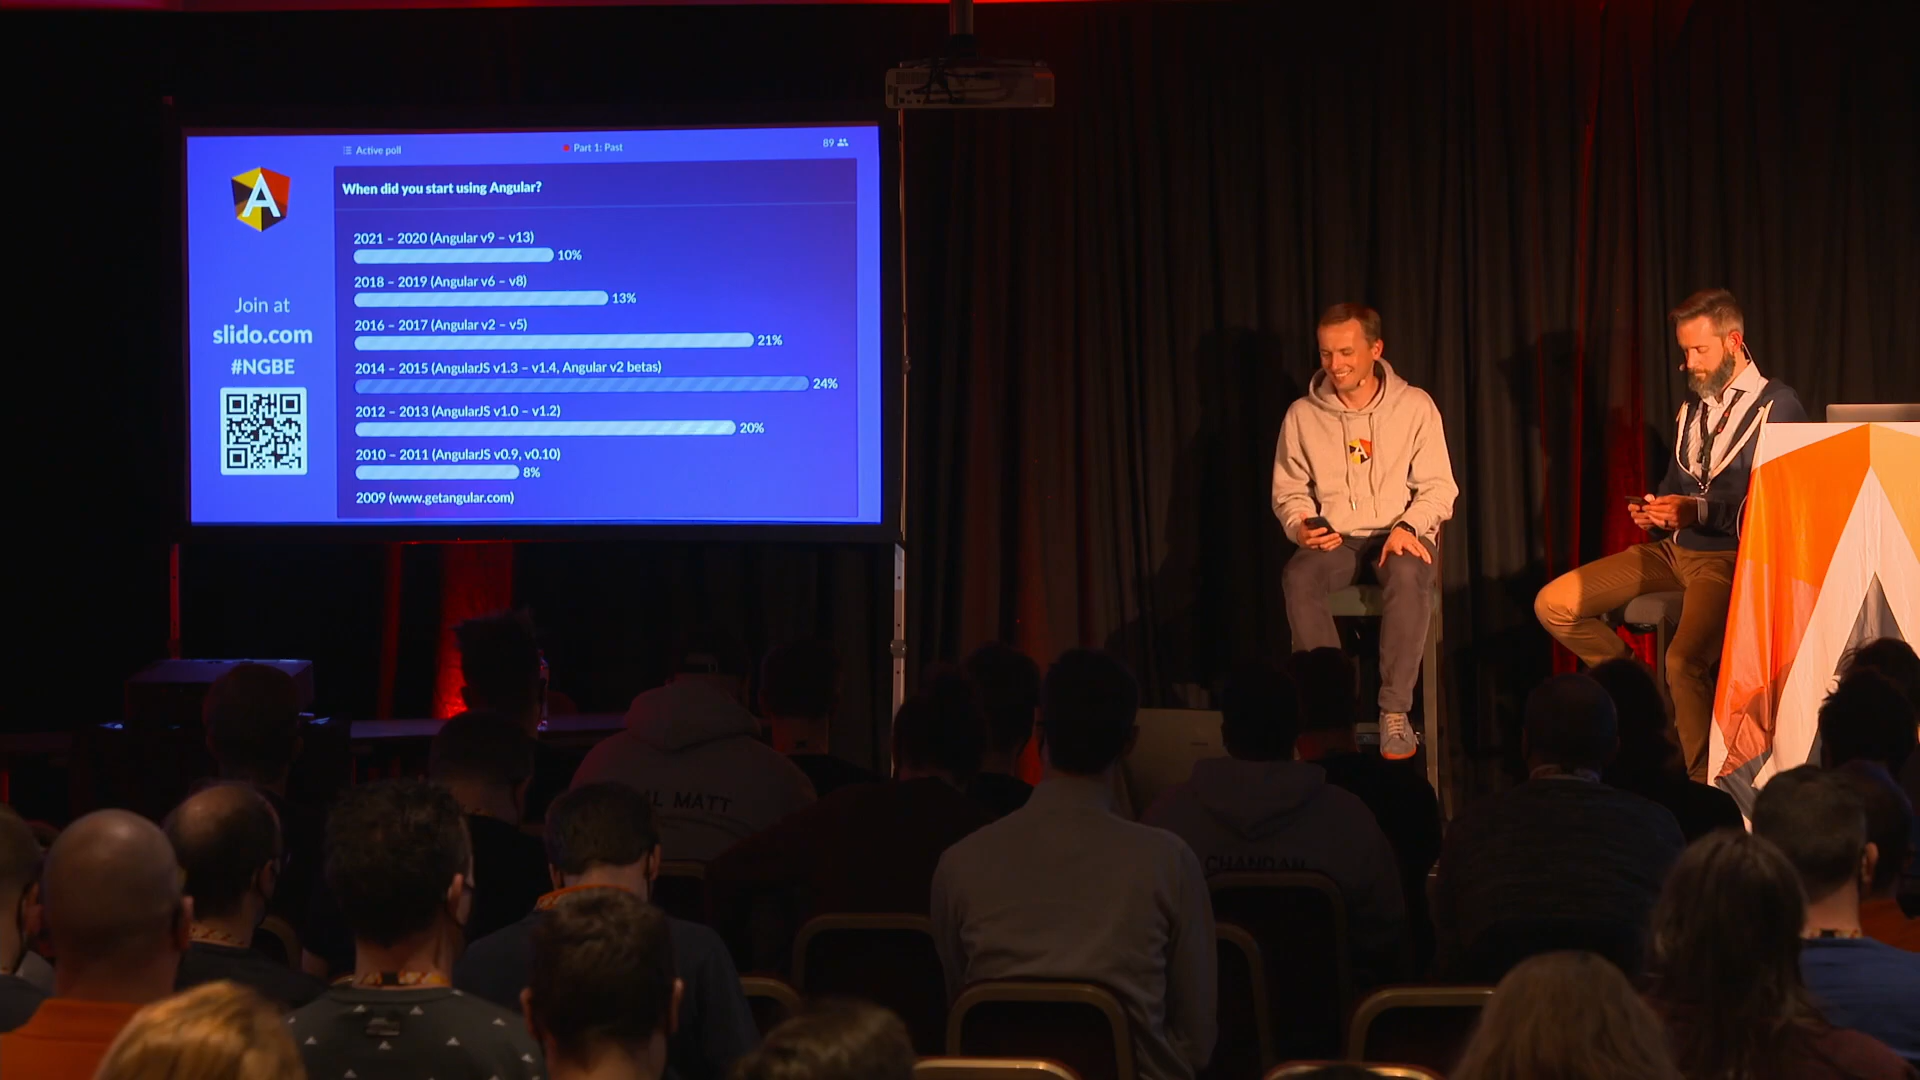 Active poll
Part 1: Past
89
When did you start using Angular?
2021 – 2020 (Angular v9 – v13)
10%
2018 – 2019 (Angular v6 – v8)
13%
2016 – 2017 (Angular v2 – v5)
21%
2014 – 2015 (AngularJS v1.3 – v1.4, Angular v2 betas)
24%
2012 – 2013 (AngularJS v1.0 – v1.2)
20%
2010 – 2011 (AngularJS v0.9, v0.10)
8%
2009 (www.getangular.com)
A
Join at
slido.com
#NGBE
MATT